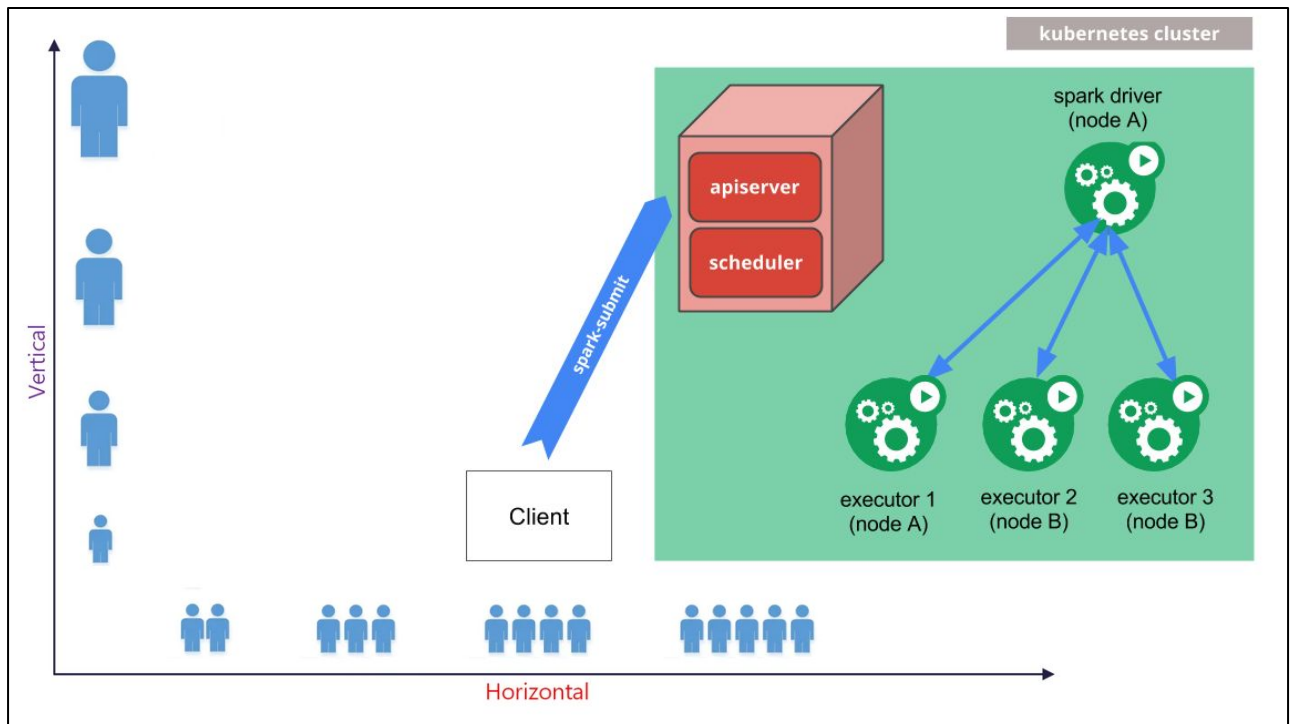 kubernetes cluster
spark driver
(node A)
apiserver
scheduler
spark-submit
Vertical
Client
executor 1
(node A)
executor 2
(node B)
executor 3
(node B)
Horizontal